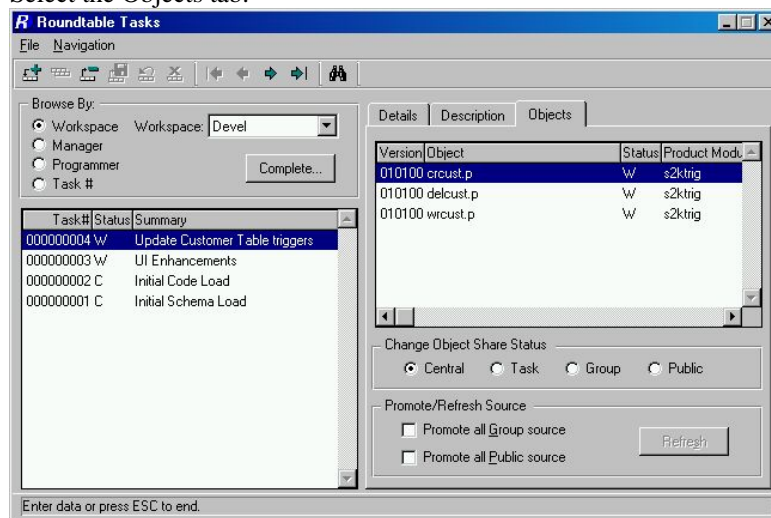 Select the Objects tab.
Roundtable Tasks
File Navigation
Browse By:
Workspace Workspace: Devel
Manager
Programmer
Task #
Complete...
Task# Status Summary
000000004 W Update Customer Table triggers
000000003 W UI Enhancements
000000002 C Initial Code Load
000000001 C Initial Schema Load
Details Description Objects
Version Object Status Product Modu
010100 crcust.p W s2ktrig
010100 delcust.p W s2ktrig
010100 wrcust.p W s2ktrig
Change Object Share Status
Central Task Group Public
Promote/Refresh Source
Promote all Group source
Promote all Public source
Refresh
Enter data or press ESC to end.